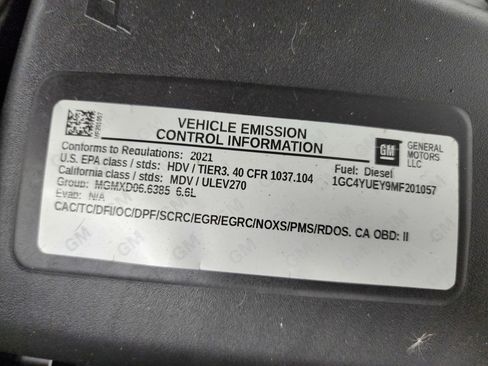 VEHICLE EMISSION
CONTROL INFORMATION
GM
GENERAL
MOTORS
LLC
Conforms to Regulations: 2021
U.S. EPA class / stds: HDV / TIER3. 40 CFR 1037.104
California class / stds: MDV / ULEV270
Group: MGMXD06.6385 6.6L
Evap: N/A
Fuel: Diesel
1GC4YUEY9MF201057
CAC/TC/DFI/OC/DPF/SCRC/EGR/EGRC/NOXS/PMS/RDOS. CA OBD: II